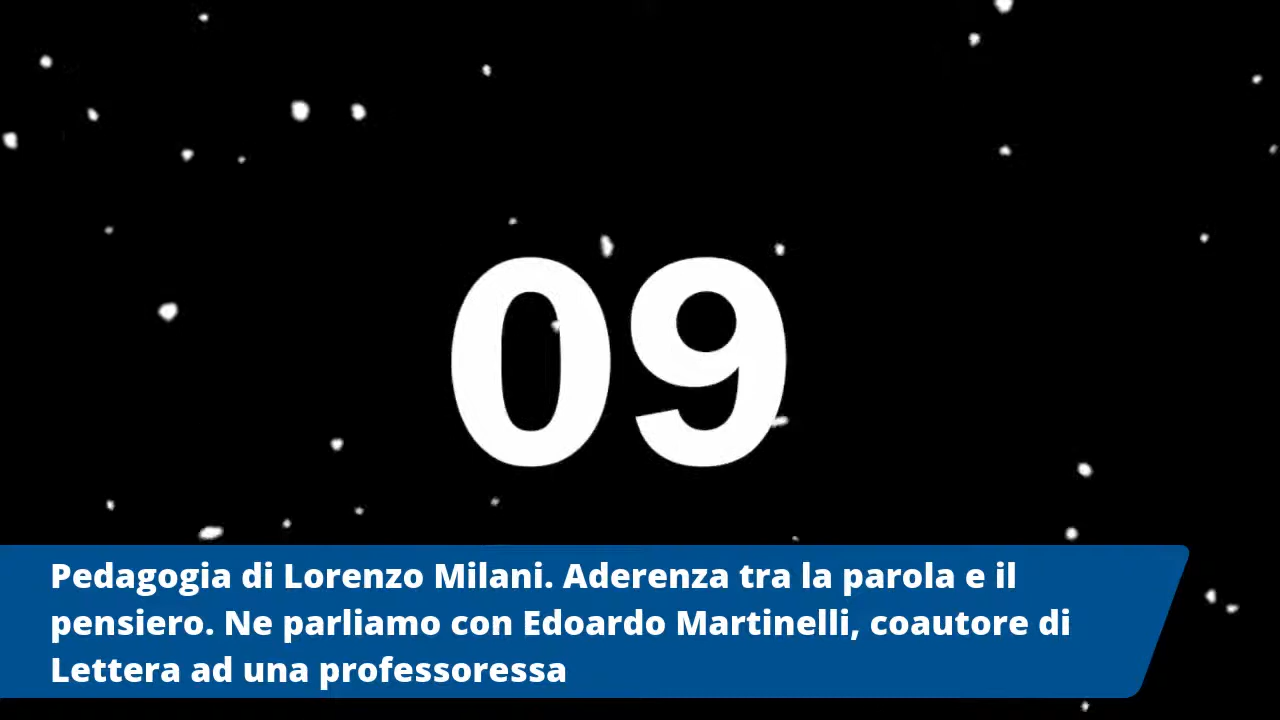 09
Pedagogia di Lorenzo Milani. Aderenza tra la parola e il
pensiero. Ne parliamo con Edoardo Martinelli, coautore di
Lettera ad una professoressa